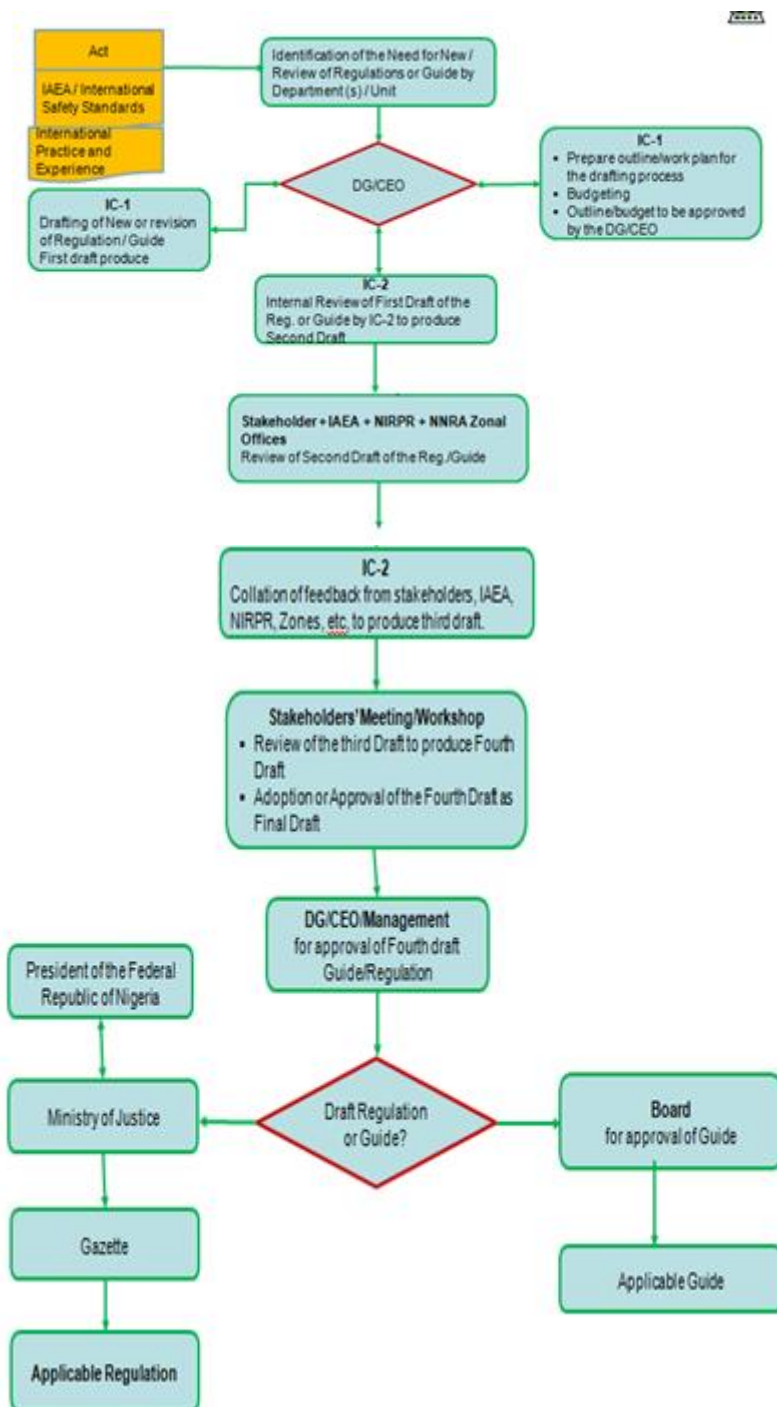 Act
IAEA / International
Safety Standards
International
Practice and
Experience
Identification of the Need for New /
Review of Regulations or Guide by
Department (s) / Unit
DG/CEO
IC-1
▪ Prepare outline/work plan for
the drafting process
▪ Budgeting
▪ Outline/budget to be approved
by the DG/CEO
IC-1
Drafting of New or revision
of Regulation / Guide
First draft produce
IC-2
Internal Review of First Draft of the
Reg. or Guide by IC-2 to produce
Second Draft
Stakeholder + IAEA + NIRPR + NNRA Zonal
Offices
Review of Second Draft of the Reg./Guide
IC-2
Collation of feedback from stakeholders, IAEA,
NIRPR, Zones, etc, to produce third draft.
Stakeholders' Meeting/Workshop
▪ Review of the third Draft to produce Fourth
Draft
▪ Adoption or Approval of the Fourth Draft as
Final Draft
DG/CEO/Management
for approval of Fourth draft
Guide/Regulation
President of the Federal
Republic of Nigeria
Ministry of Justice
Draft Regulation
or Guide?
Board
for approval of Guide
Gazette
Applicable Guide
Applicable Regulation